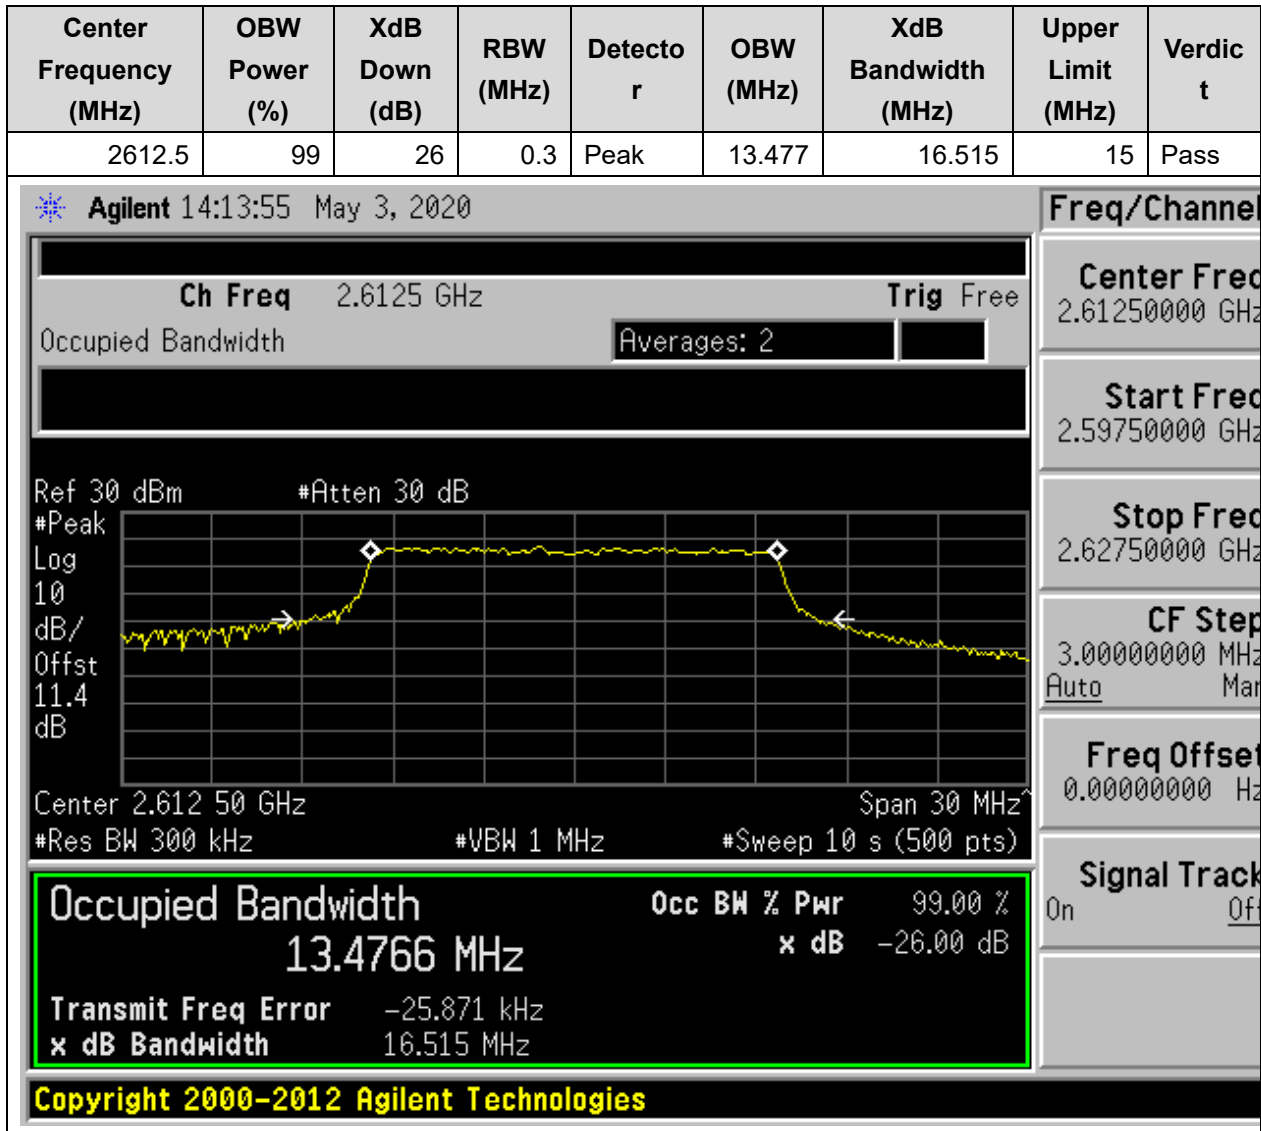 Center Frequency (MHz) OBW Power (%) XdB Down (dB) RBW (MHz) Detecto r OBW (MHz) XdB Bandwidth (MHz) Upper Limit (MHz) Verdic t
2612.5 99 26 0.3 Peak 13.477 16.515 15 Pass
Agilent 14:13:55 May 3, 2020
Freq/Channel
Ch Freq 2.6125 GHz Trig Free
Occupied Bandwidth Averages: 2
Center Freq
2.61250000 GHz
Start Freq
2.59750000 GHz
Stop Freq
2.62750000 GHz
CF Step
3.00000000 MHz
Auto Man
Freq Offset
0.00000000 Hz
Signal Track
On Off
Ref 30 dBm #Atten 30 dB
#Peak
Log
10
dB/
Offst
11.4
dB
Center 2.612 50 GHz Span 30 MHz^
#Res BW 300 kHz #VBW 1 MHz #Sweep 10 s (500 pts)
Occupied Bandwidth Occ BW % Pwr 99.00 %
13.4766 MHz x dB -26.00 dB
Transmit Freq Error -25.871 kHz
x dB Bandwidth 16.515 MHz
Copyright 2000-2012 Agilent Technologies